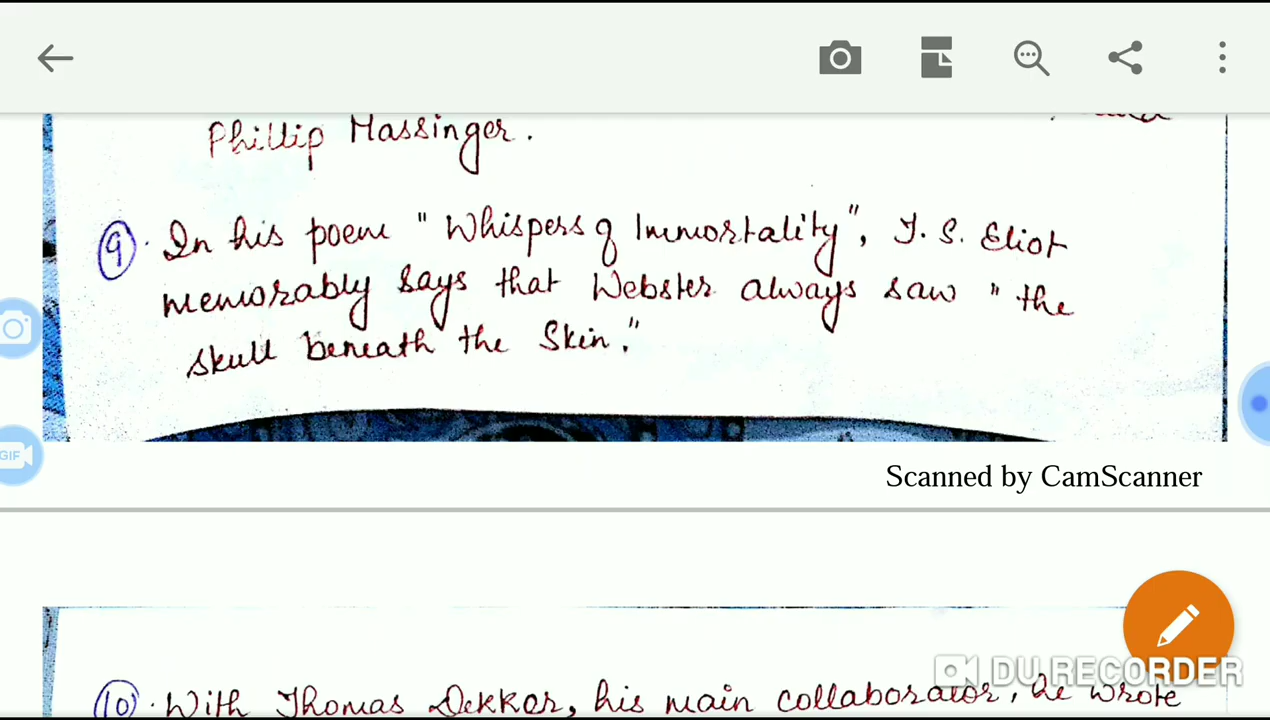 Phillip Massinger.
9. In his poem "Whispers of Immortality", T. S. Eliot
memorably says that Webster always saw "the
skull beneath the Skin."
Scanned by CamScanner
10. With Thomas Dekker, his main collaborator, he wrote
DU RECORDER
GIF